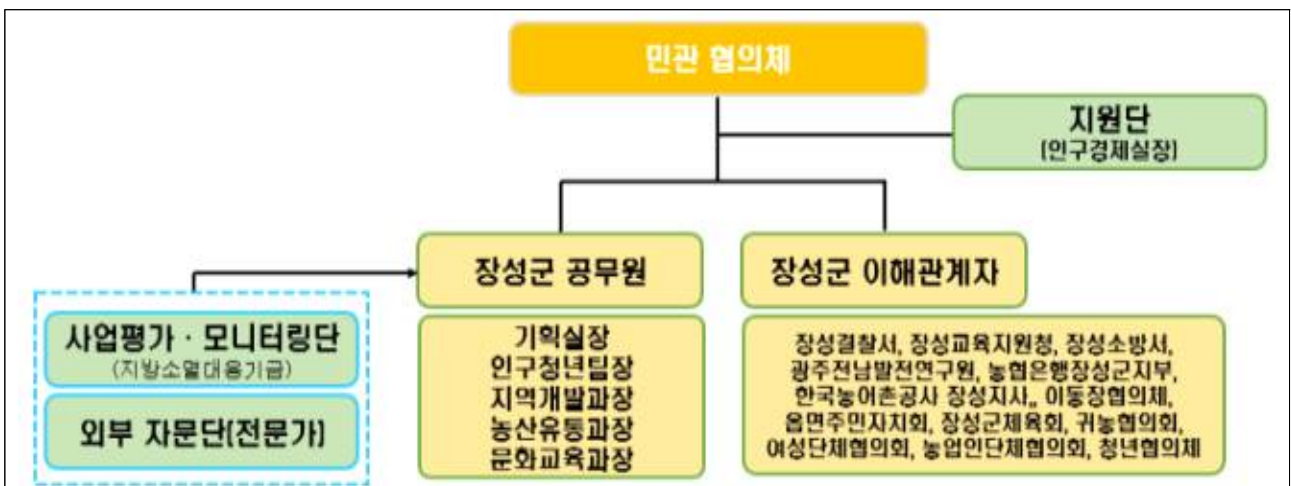 민관 협의체
지원단
(인구경제실장)
장성군 공무원
장성군 이해관계자
사업평가 · 모니터링단
(지방소멸대응기금)
외부 자문단(전문가)
기획실장
인구청년팀장
지역개발과장
농산유통과장
문화교육과장
장성경찰서, 장성교육지원청, 장성소방서,
광주전남발전연구원, 농협은행장성군지부,
한국농어촌공사 장성지사,, 이동장협의체,
읍면주민자치회, 장성군체육회, 귀농협의회,
여성단체협의회, 농업인단체협의회, 청년협의체